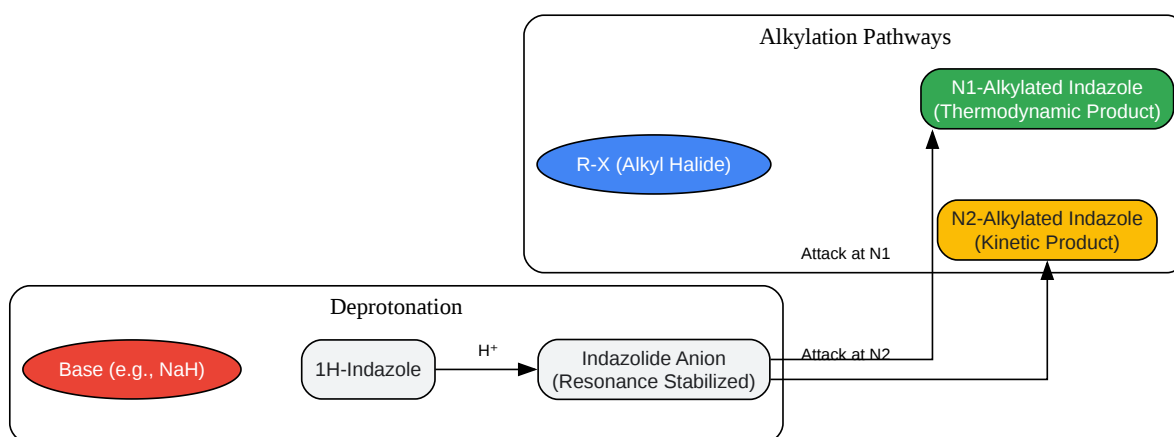 Alkylation Pathways
N1-Alkylated Indazole
(Thermodynamic Product)
R-X (Alkyl Halide)
N2-Alkylated Indazole
(Kinetic Product)
Attack at N1
Deprotonation
Base (e.g., NaH)
1H-Indazole
H⁺
Indazolide Anion
(Resonance Stabilized)
Attack at N2